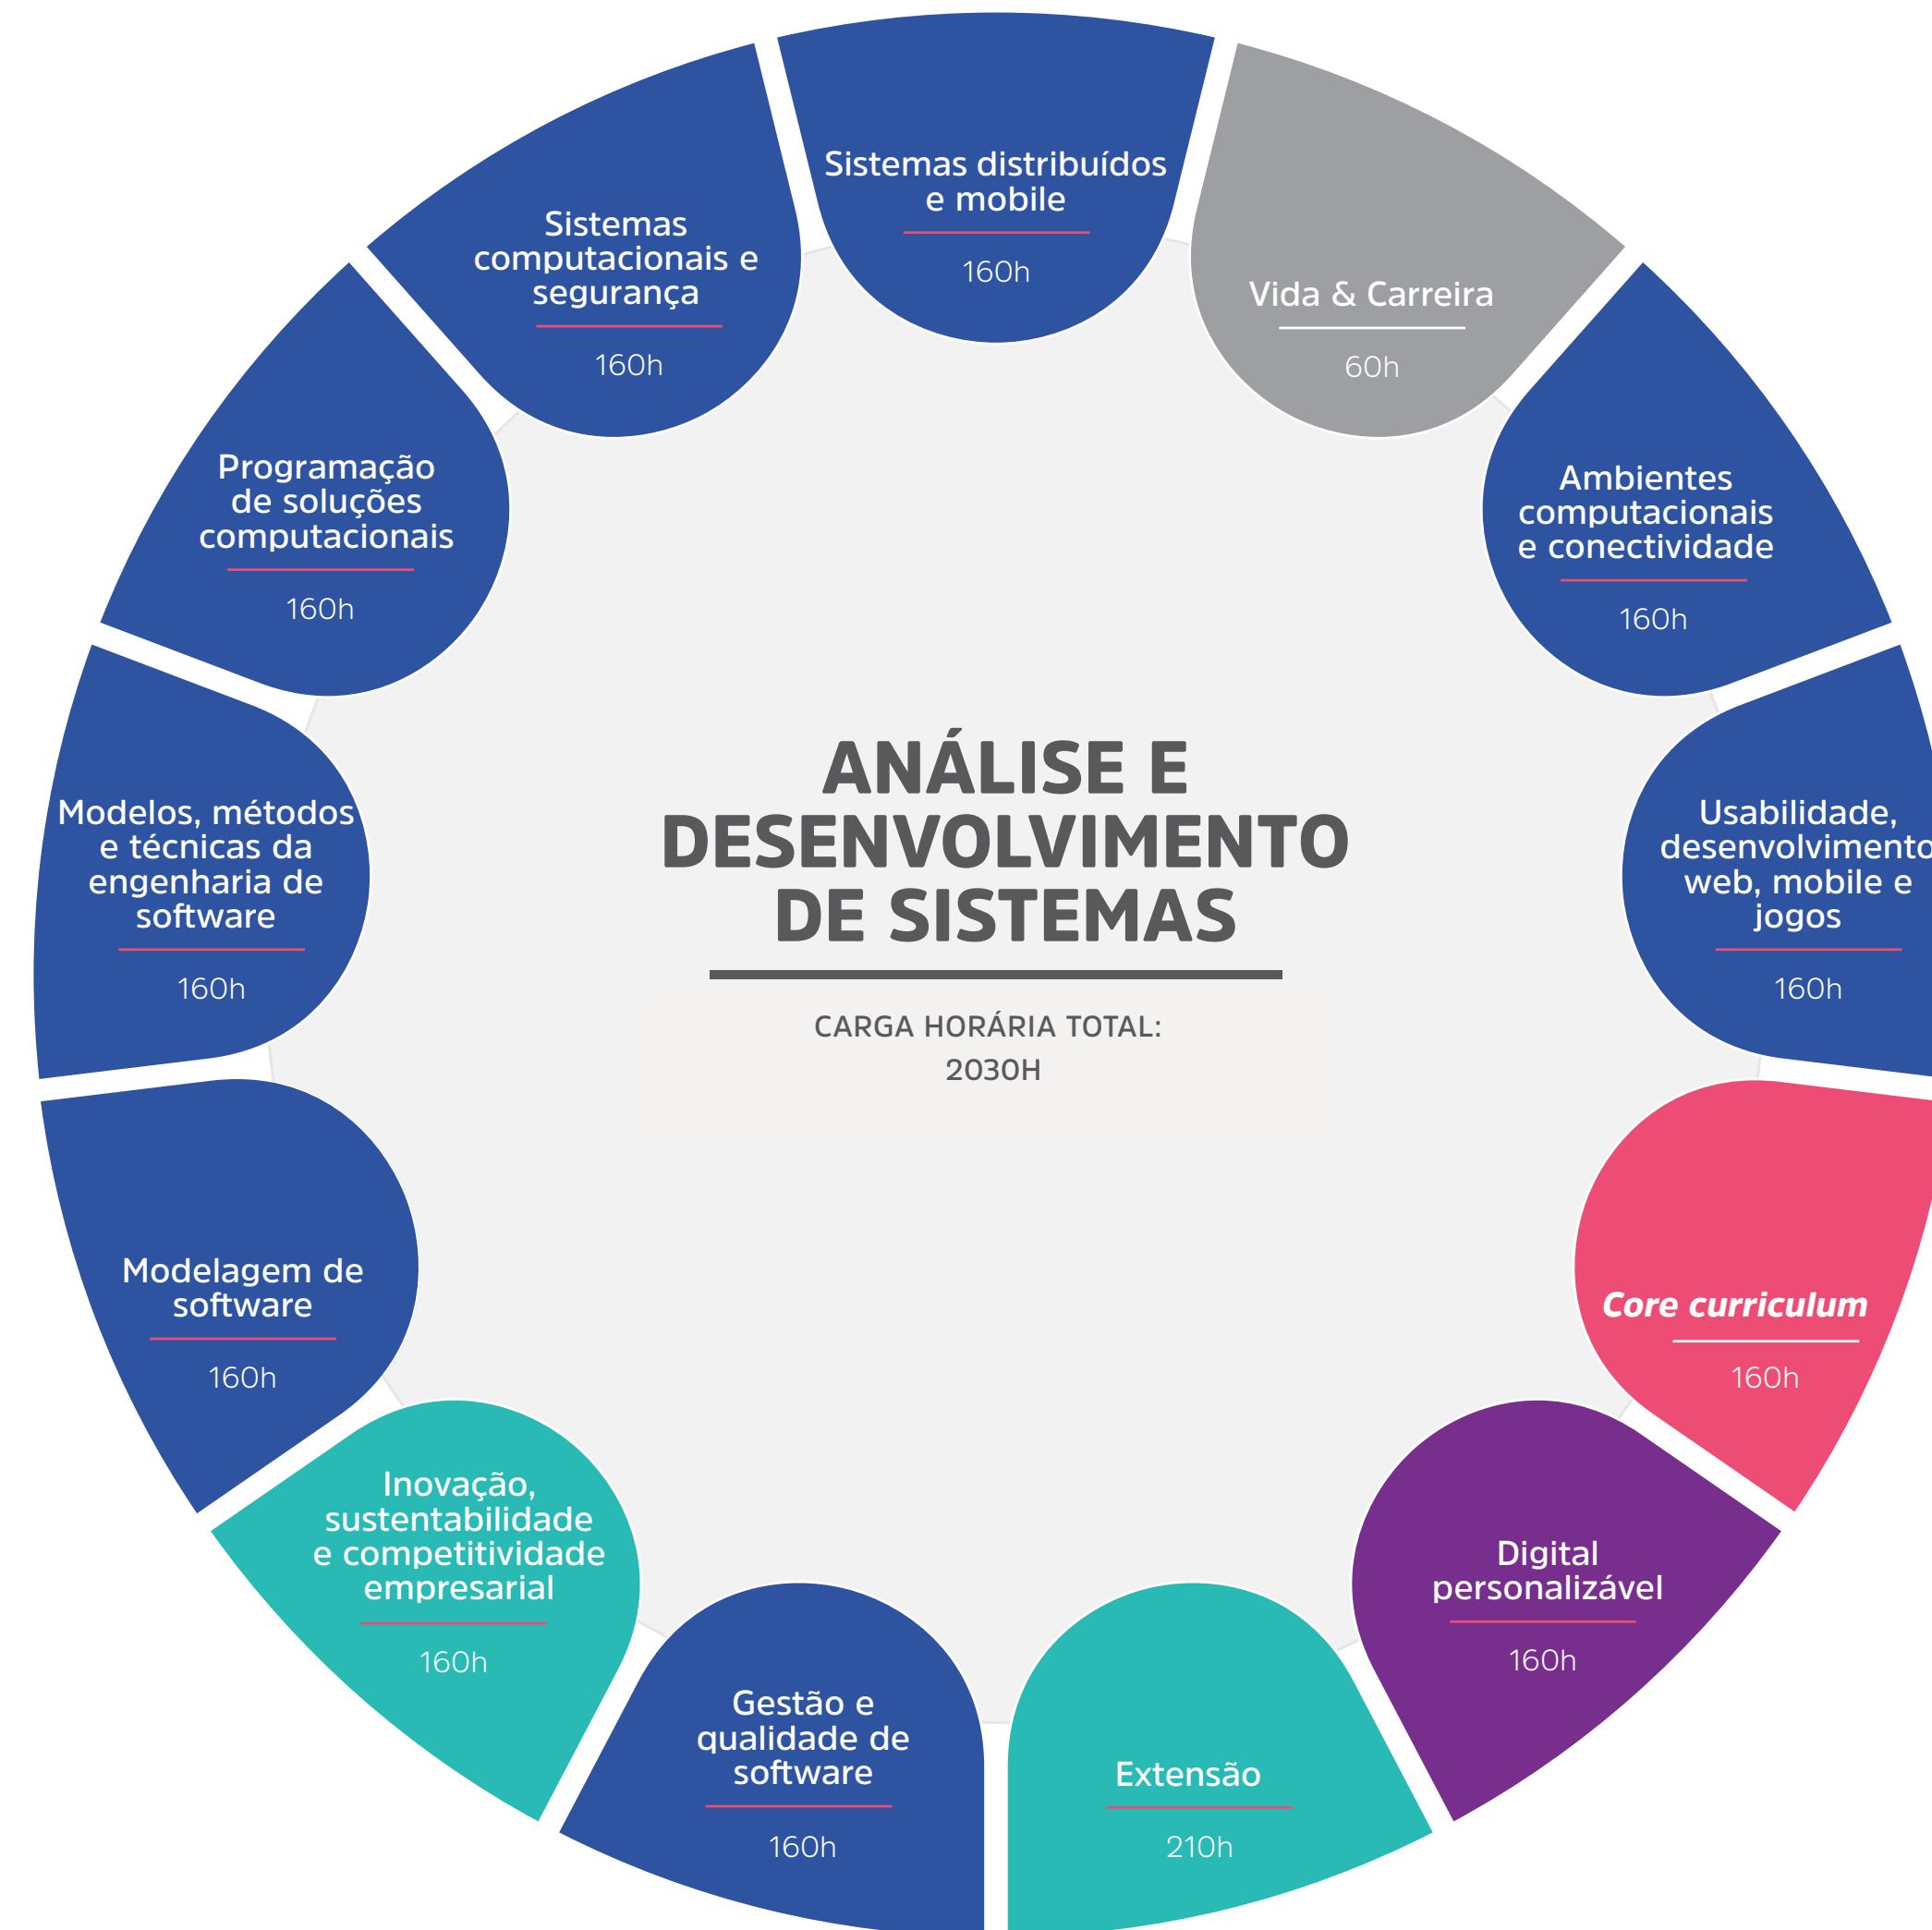 Sistemas distribuídos
e mobile
160h
Vida & Carreira
60h
Ambientes
computacionais
e conectividade
160h
Usabilidade,
desenvolvimento
web, mobile e
jogos
160h
Core curriculum
160h
Digital
personalizável
160h
Extensão
210h
Gestão e
qualidade de
software
160h
Inovação,
sustentabilidade
e competitividade
empresarial
160h
Modelagem de
software
160h
Modelos, métodos
e técnicas da
engenharia de
software
160h
Programação
de soluções
computacionais
160h
Sistemas
computacionais e
segurança
160h
ANÁLISE E
DESENVOLVIMENTO
DE SISTEMAS
CARGA HORÁRIA TOTAL:
2030H